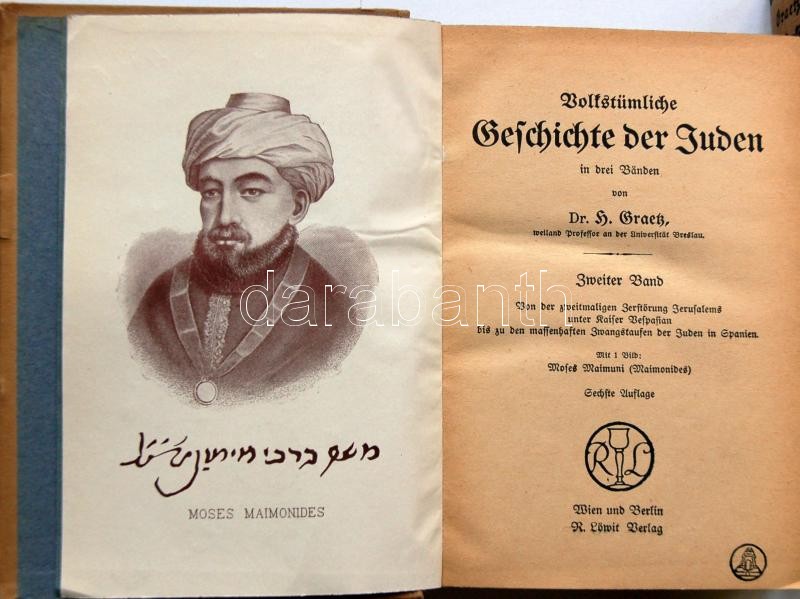 משה ברבי מימון
MOSES MAIMONIDES
Volkstümliche
Geschichte der Juden
in drei Bänden
von
Dr. H. Graetz,
weiland Professor an der Universität Breslau.
Zweiter Band
Von der zweitmaligen Zerstörung Jerusalems
unter Kaiser Vespasian
bis zu den massenhaften Zwangstaufen der Juden in Spanien.
Mit 1 Bild:
Moses Maimuni (Maimonides)
Sechste Auflage
R L
Wien und Berlin
R. Löwit Verlag
darabanth
Graetz